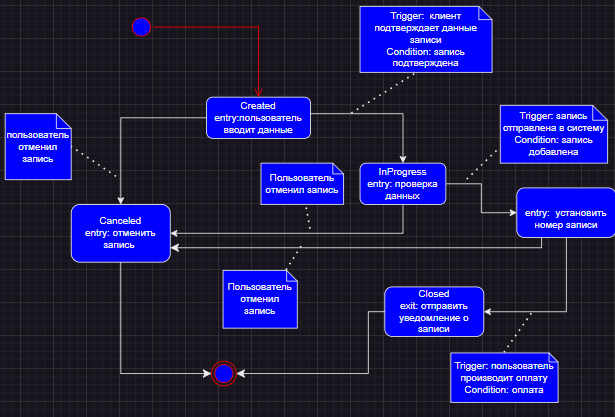 Trigger: клиент
подтверждает данные
записи
Condition: запись
подтверждена
Created
entry:пользователь
вводит данные
Trigger: запись
отправлена в систему
Condition: запись
добавлена
пользователь
отменил
запись
Пользователь
отменил запись
InProgress
entry: проверка
данных
Canceled
entry: отменить
запись
entry: установить
номер записи
Пользователь
отменил
запись
Closed
exit: отправить
уведомление о
записи
Trigger: пользователь
производит оплату
Condition: оплата